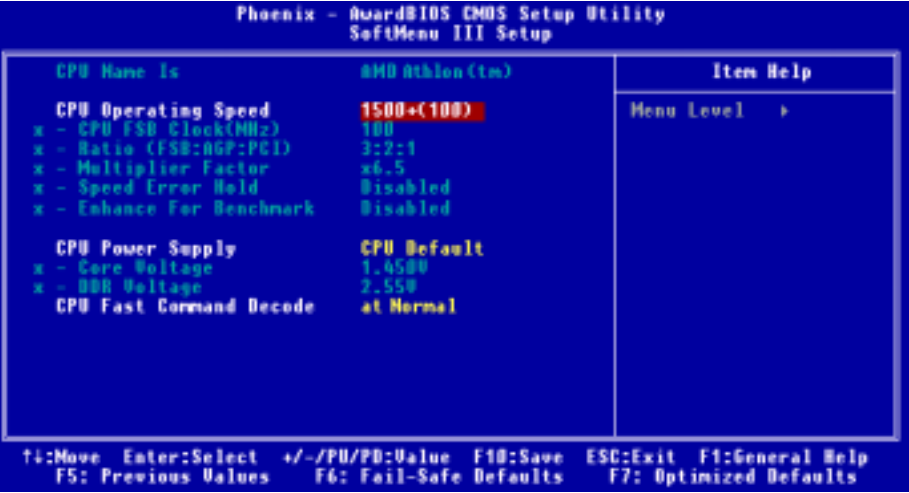 Phoenix - AwardBIOS CMOS Setup Utility
SoftMenu III Setup
CPU Name Is AMD Athlon(tm)
Item Help
CPU Operating Speed 1500+(100)
Menu Level ▸
x - CPU FSB Clock(MHz) 100
x - Ratio (FSB:AGP:PCI) 3:2:1
x - Multiplier Factor x6.5
x - Speed Error Hold Disabled
x - Enhance For Benchmark Disabled
CPU Power Supply CPU Default
x - Core Voltage 1.450V
x - DDR Voltage 2.55V
CPU Fast Command Decode at Normal
↑↓:Move Enter:Select +/-/PU/PD:Value F10:Save ESC:Exit F1:General Help
F5: Previous Values F6: Fail-Safe Defaults F7: Optimized Defaults